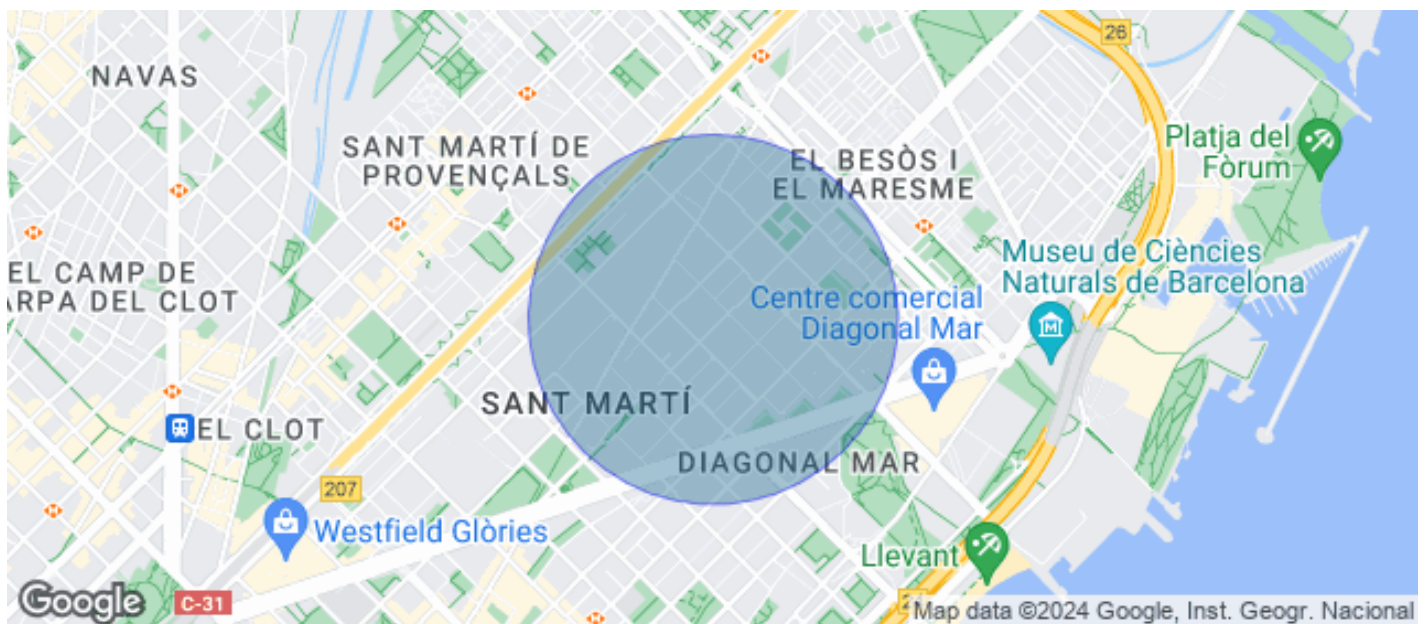 26
NAVAS
SANT MARTÍ DE
PROVENÇALS
EL BESÒS I
EL MARESME
Platja del
Fòrum
Museu de Ciències
Naturals de Barcelona
EL CAMP DE
ARPA DEL CLOT
Centre comercial
Diagonal Mar
SANT MARTÍ
EL CLOT
DIAGONAL MAR
207
Westfield Glòries
Llevant
Google
C-31
Map data ©2024 Google, Inst. Geogr. Nacional